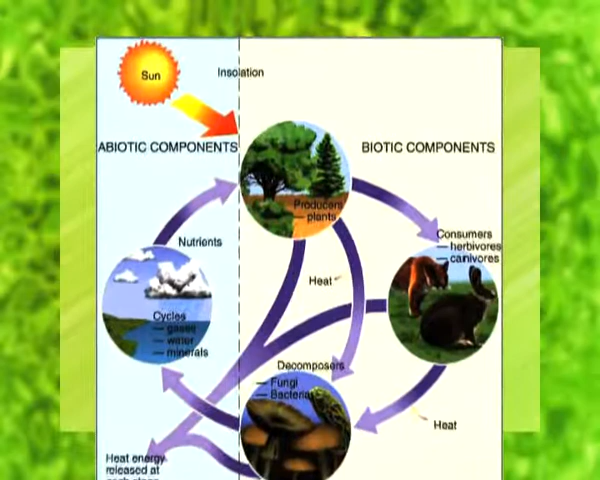 Sun
Insolation
ABIOTIC COMPONENTS
BIOTIC COMPONENTS
Producers
— plants
Consumers
— herbivores
— carnivores
Nutrients
Heat
Cycles
— gases
— water
— minerals
Decomposers
— Fungi
— Bacteria
Heat
Heat energy
released at